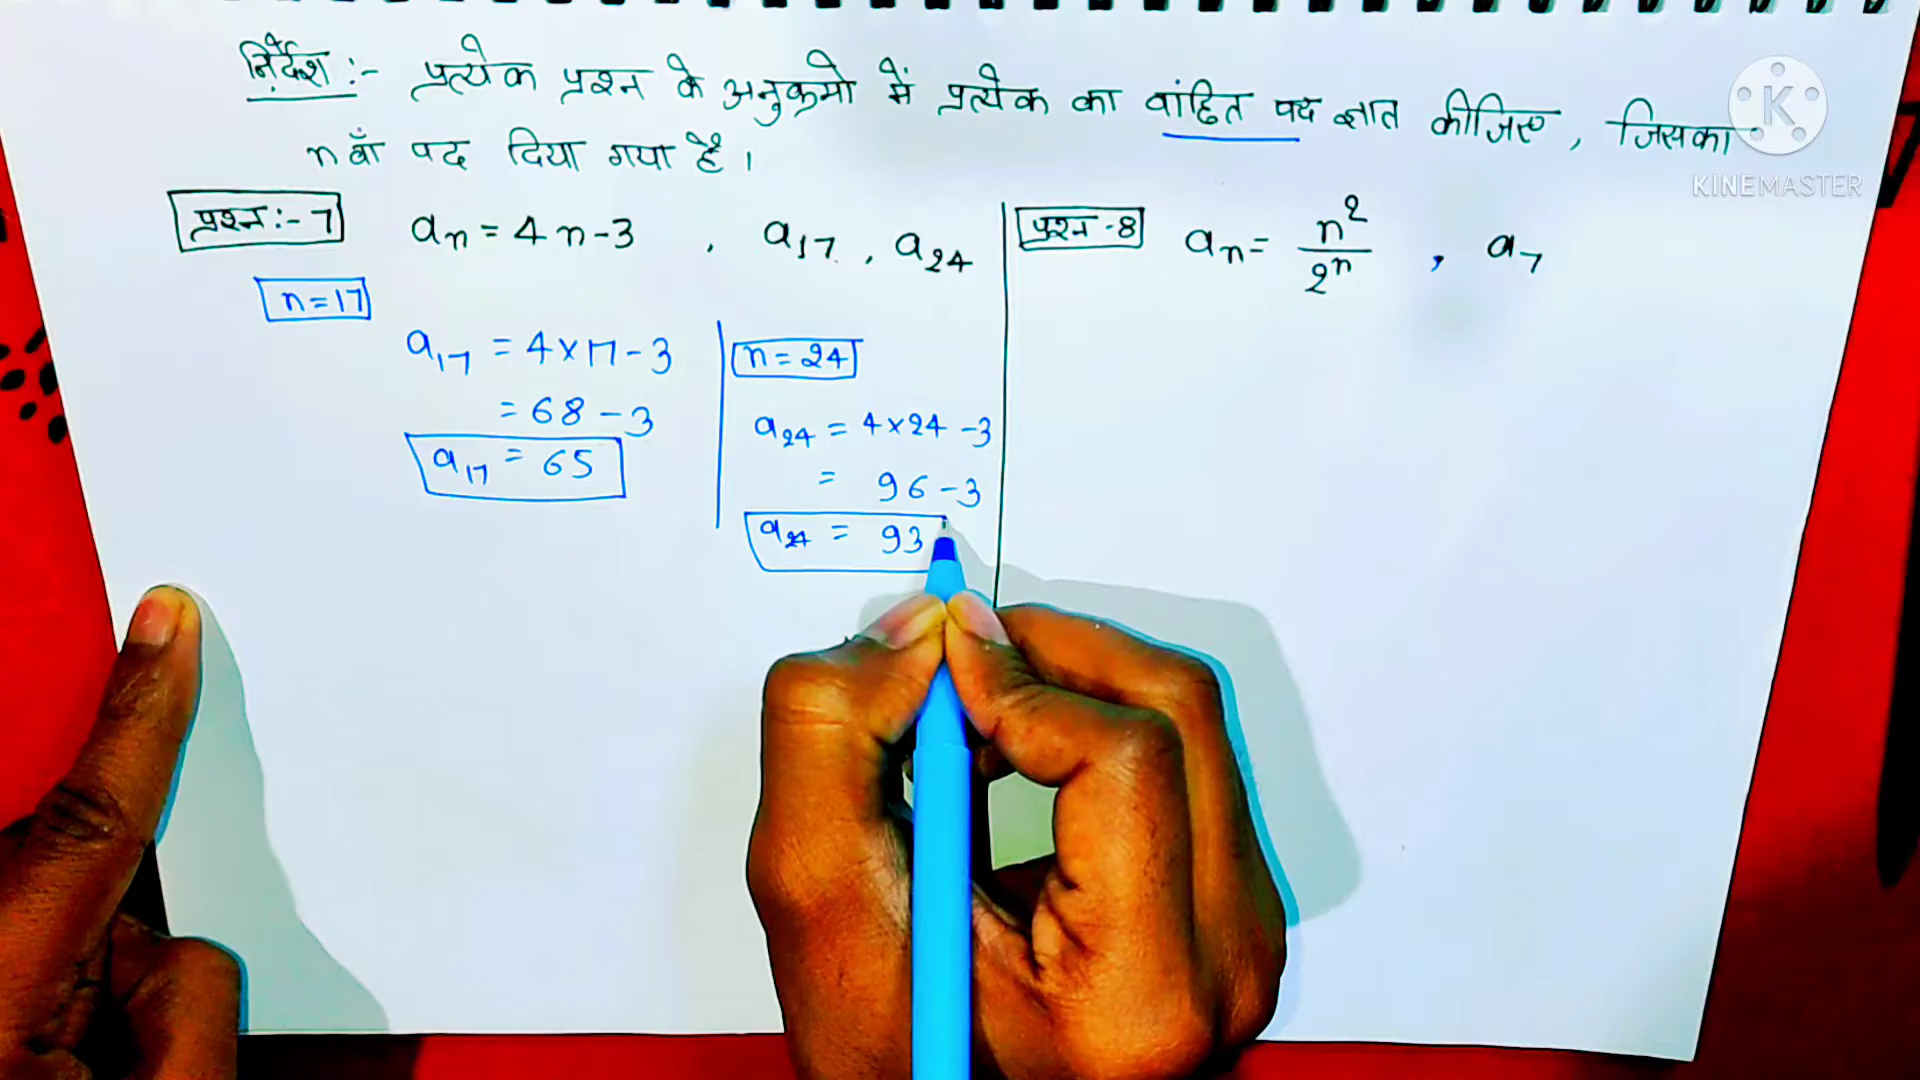 निर्देश :- प्रत्येक प्रश्न के अनुक्रमो में प्रत्येक का वांछित पद ज्ञात कीजिए , जिसका
n वाँ पद दिया गया है ।
प्रश्न :- 7 an = 4n-3 , a17 , a24
n = 17
a17 = 4×17-3
= 68-3
a17 = 65
n = 24
a24 = 4×24-3
= 96-3
a24 = 93
प्रश्न -8 an = n²/2ⁿ , a7
K
KINEMASTER